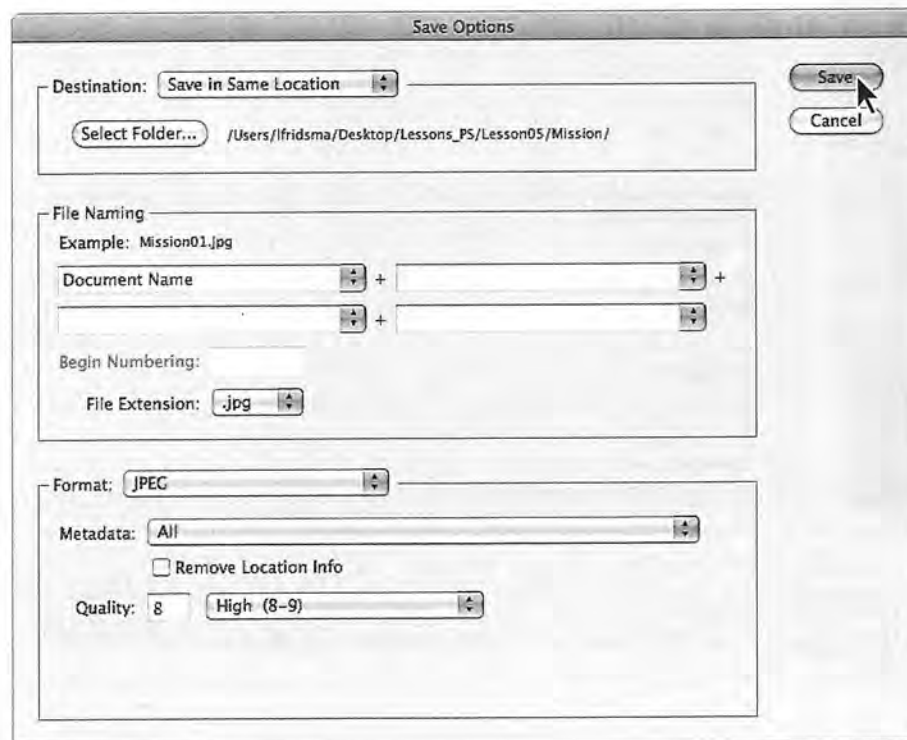 Save Options
Destination: Save in Same Location
Save
Select Folder... /Users/lfridsma/Desktop/Lessons_PS/Lesson05/Mission/
Cancel
File Naming
Example: Mission01.jpg
Document Name + +
+
Begin Numbering:
File Extension: .jpg
Format: JPEG
Metadata: All
Remove Location Info
Quality: 8 High (8-9)